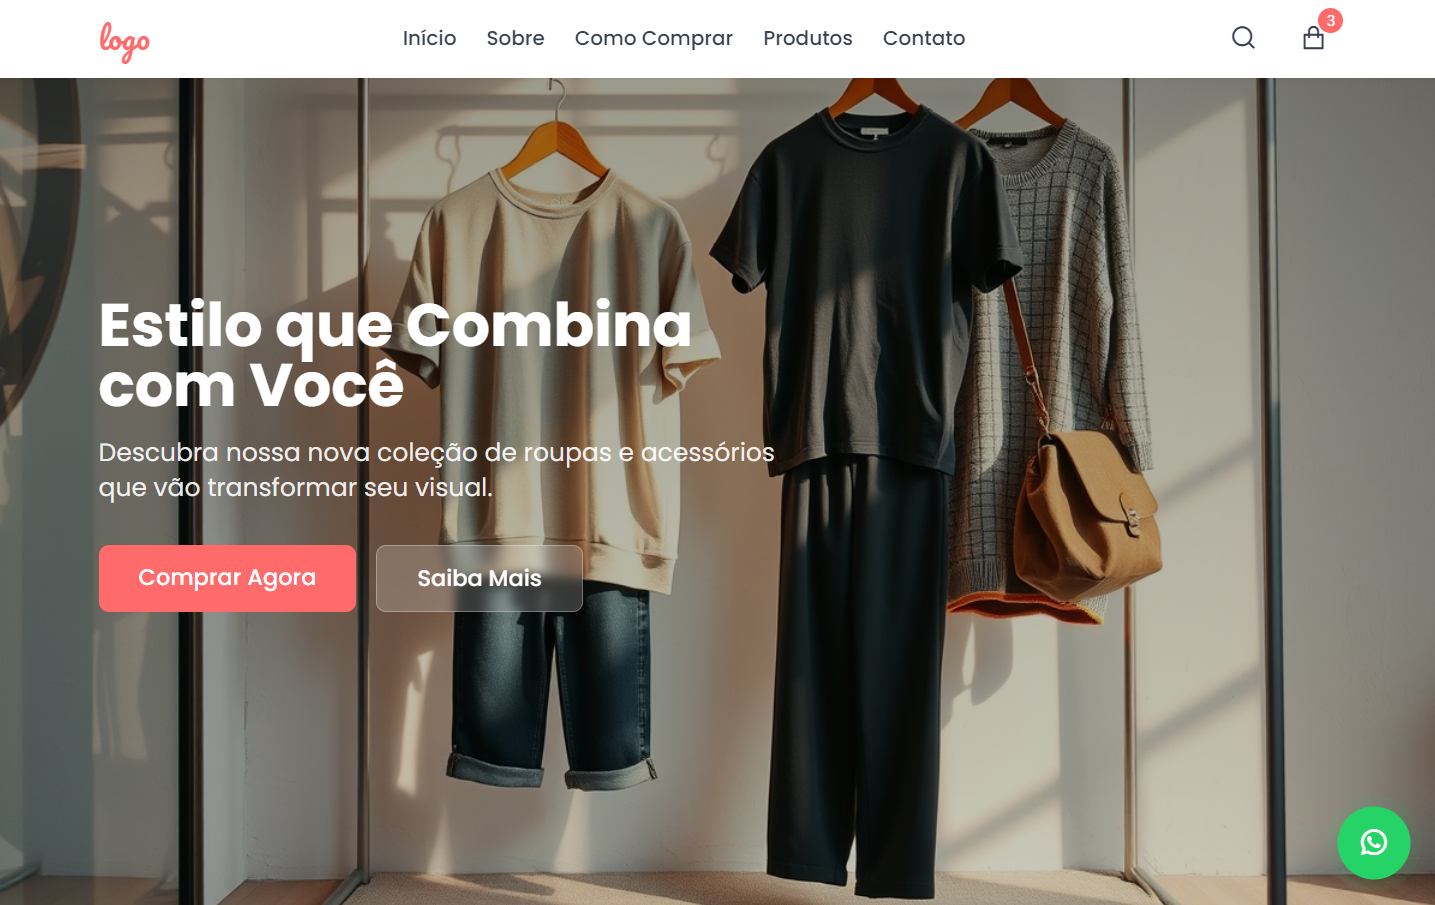 logo
Início Sobre Como Comprar Produtos Contato
3
Estilo que Combina
com Você
Descubra nossa nova coleção de roupas e acessórios
que vão transformar seu visual.
Comprar Agora Saiba Mais